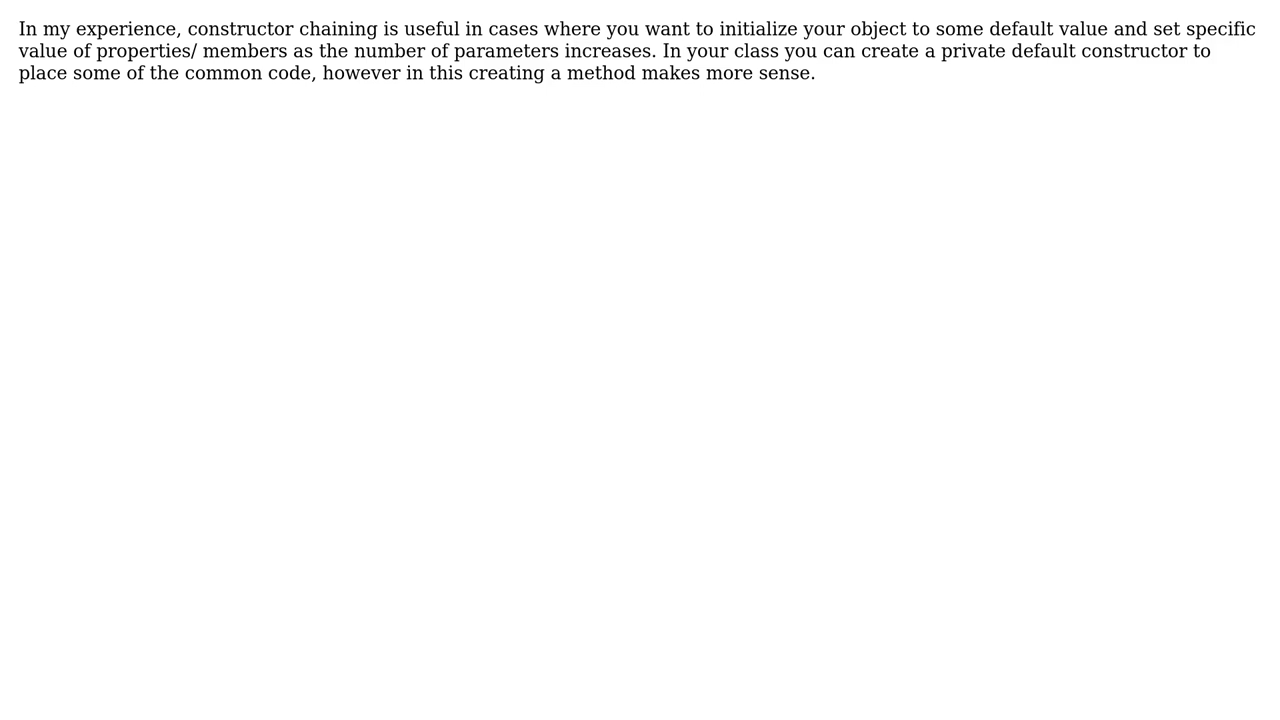 In my experience, constructor chaining is useful in cases where you want to initialize your object to some default value and set specific
value of properties/ members as the number of parameters increases. In your class you can create a private default constructor to
place some of the common code, however in this creating a method makes more sense.